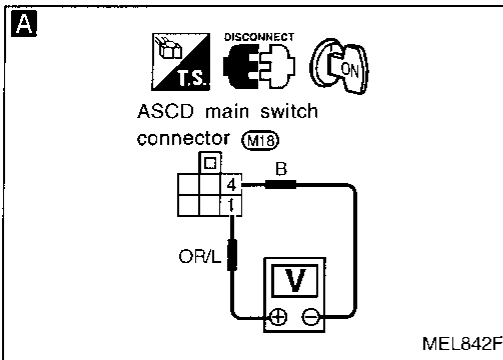 A
DISCONNECT
T.S.
ON
ASCD main switch
connector M18
B
4
1
OR/L
V
+ −
MEL842F